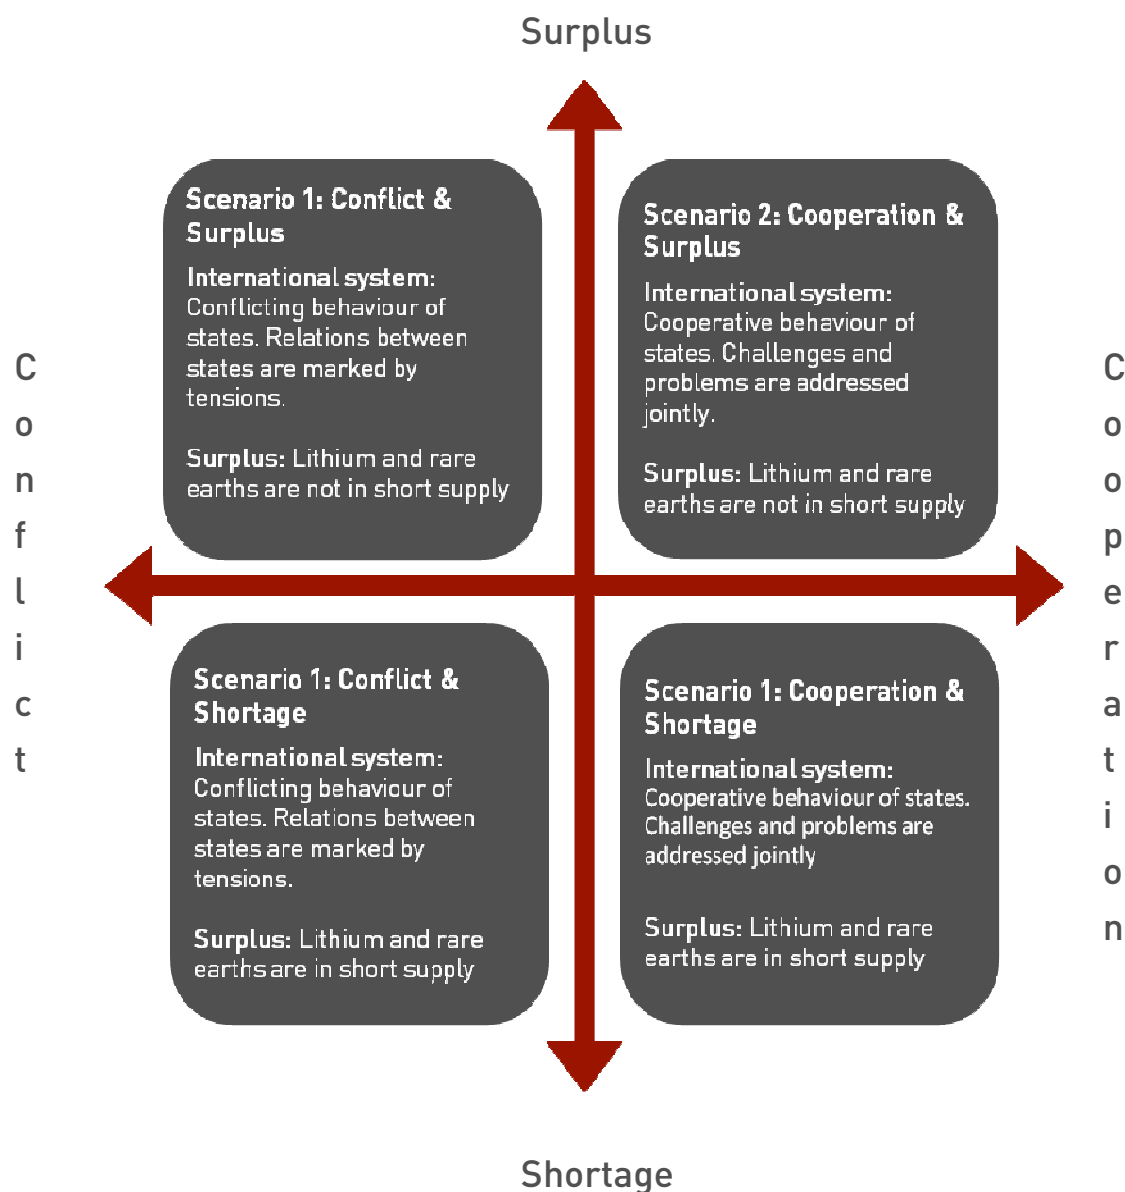 Surplus
Scenario 1: Conflict &
Surplus
International system:
Conflicting behaviour of
states. Relations between
states are marked by
tensions.
Surplus: Lithium and rare
earths are not in short supply
Scenario 2: Cooperation &
Surplus
International system:
Cooperative behaviour of
states. Challenges and
problems are addressed
jointly.
Surplus: Lithium and rare
earths are not in short supply
Conflict
Cooperation
Scenario 1: Conflict &
Shortage
International system:
Conflicting behaviour of
states. Relations between
states are marked by
tensions.
Surplus: Lithium and rare
earths are in short supply
Scenario 1: Cooperation &
Shortage
International system:
Cooperative behaviour of states.
Challenges and problems are
addressed jointly
Surplus: Lithium and rare
earths are in short supply
Shortage